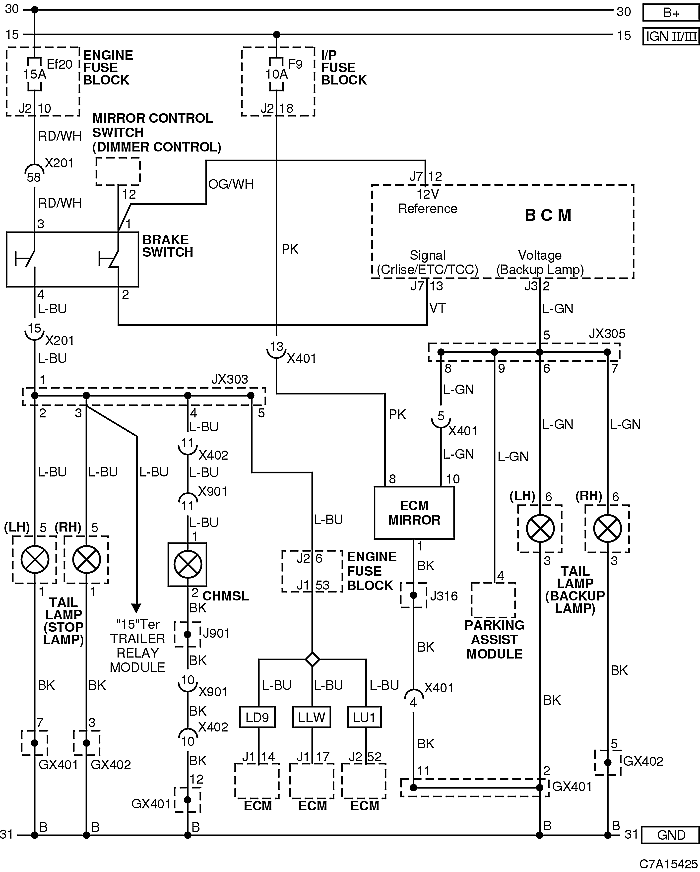 30
30
B+
15
15
IGN II/III
Ef20
15A
J2 10
ENGINE
FUSE
BLOCK
F9
10A
J2 18
I/P
FUSE
BLOCK
MIRROR CONTROL
SWITCH
(DIMMER CONTROL)
12
RD/WH
X201
58
RD/WH
OG/WH
PK
J7 12
12V
Reference
B C M
Signal
(Crlise/ETC/TCC)
Voltage
(Backup Lamp)
J7 13
J3 2
3
1
BRAKE
SWITCH
4
2
VT
L-GN
L-BU
15
X201
L-BU
13
X401
5
JX305
8
9
6
7
1
JX303
2
3
4
5
L-BU
11
X402
L-BU
L-BU
L-BU
X901
11
L-BU
PK
L-GN
5
X401
L-GN
L-GN
L-GN
L-GN
8
10
ECM
MIRROR
1
(LH) 5
(RH) 5
1
1
TAIL
LAMP
(STOP
LAMP)
1
CHMSL
2
BK
J901
BK
L-BU
J2 6
J1 53
ENGINE
FUSE
BLOCK
BK
J316
4
PARKING
ASSIST
MODULE
(LH) 6
(RH) 6
3
3
TAIL
LAMP
(BACKUP
LAMP)
"15"Ter
TRAILER
RELAY
MODULE
BK
BK
10
X901
BK
X402
10
BK
L-BU
L-BU
L-BU
LD9
LLW
LU1
J1 14
J1 17
J2 52
ECM
ECM
ECM
BK
X401
4
BK
BK
BK
7
GX401
3
GX402
12
GX401
11
2
GX401
5
GX402
31
B
B
B
B
B
31
GND
C7A15425